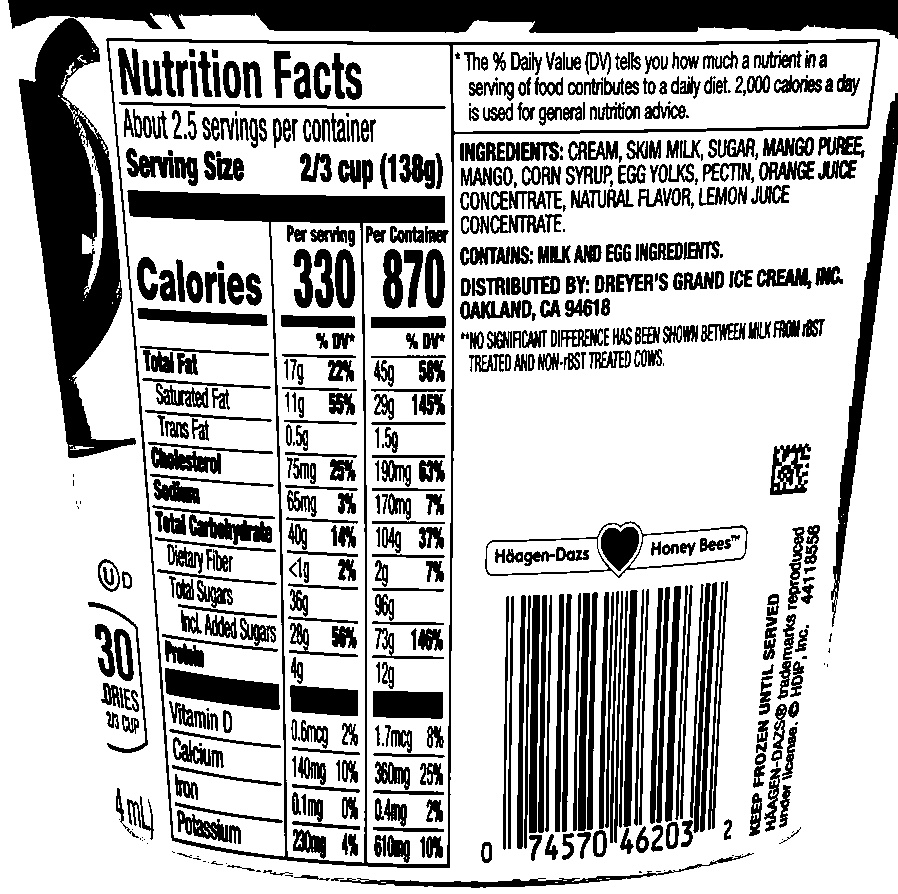 Nutrition Facts
About 2.5 servings per container
Serving Size 2/3 cup (138g)
Per serving Per Container
Calories 330 870
% DV* % DV*
Total Fat 17g 22% 45g 58%
Saturated Fat 11g 55% 29g 145%
Trans Fat 0.5g 1.5g
Cholesterol 75mg 25% 190mg 63%
Sodium 65mg 3% 170mg 7%
Total Carbohydrate 40g 14% 104g 37%
Dietary Fiber <1g 2% 2g 7%
Total Sugars 36g 96g
Incl. Added Sugars 28g 56% 73g 146%
Protein 4g 12g
Vitamin D 0.6mcg 2% 1.7mcg 8%
Calcium 140mg 10% 360mg 25%
Iron 0.1mg 0% 0.4mg 2%
Potassium 230mg 4% 610mg 10%
* The % Daily Value (DV) tells you how much a nutrient in a
serving of food contributes to a daily diet. 2,000 calories a day
is used for general nutrition advice.
INGREDIENTS: CREAM, SKIM MILK, SUGAR, MANGO PUREE,
MANGO, CORN SYRUP, EGG YOLKS, PECTIN, ORANGE JUICE
CONCENTRATE, NATURAL FLAVOR, LEMON JUICE
CONCENTRATE.
CONTAINS: MILK AND EGG INGREDIENTS.
DISTRIBUTED BY: DREYER'S GRAND ICE CREAM, INC.
OAKLAND, CA 94618
**NO SIGNIFICANT DIFFERENCE HAS BEEN SHOWN BETWEEN MILK FROM rBST
TREATED AND NON-rBST TREATED COWS.
Häagen-Dazs Honey Bees™
KEEP FROZEN UNTIL SERVED
HÄAGEN-DAZS® trademarks reproduced
under license. © HDIP, Inc. 44118556
0 74570 46203 2
U D
30
ORIES
2/3 CUP
4 mL)